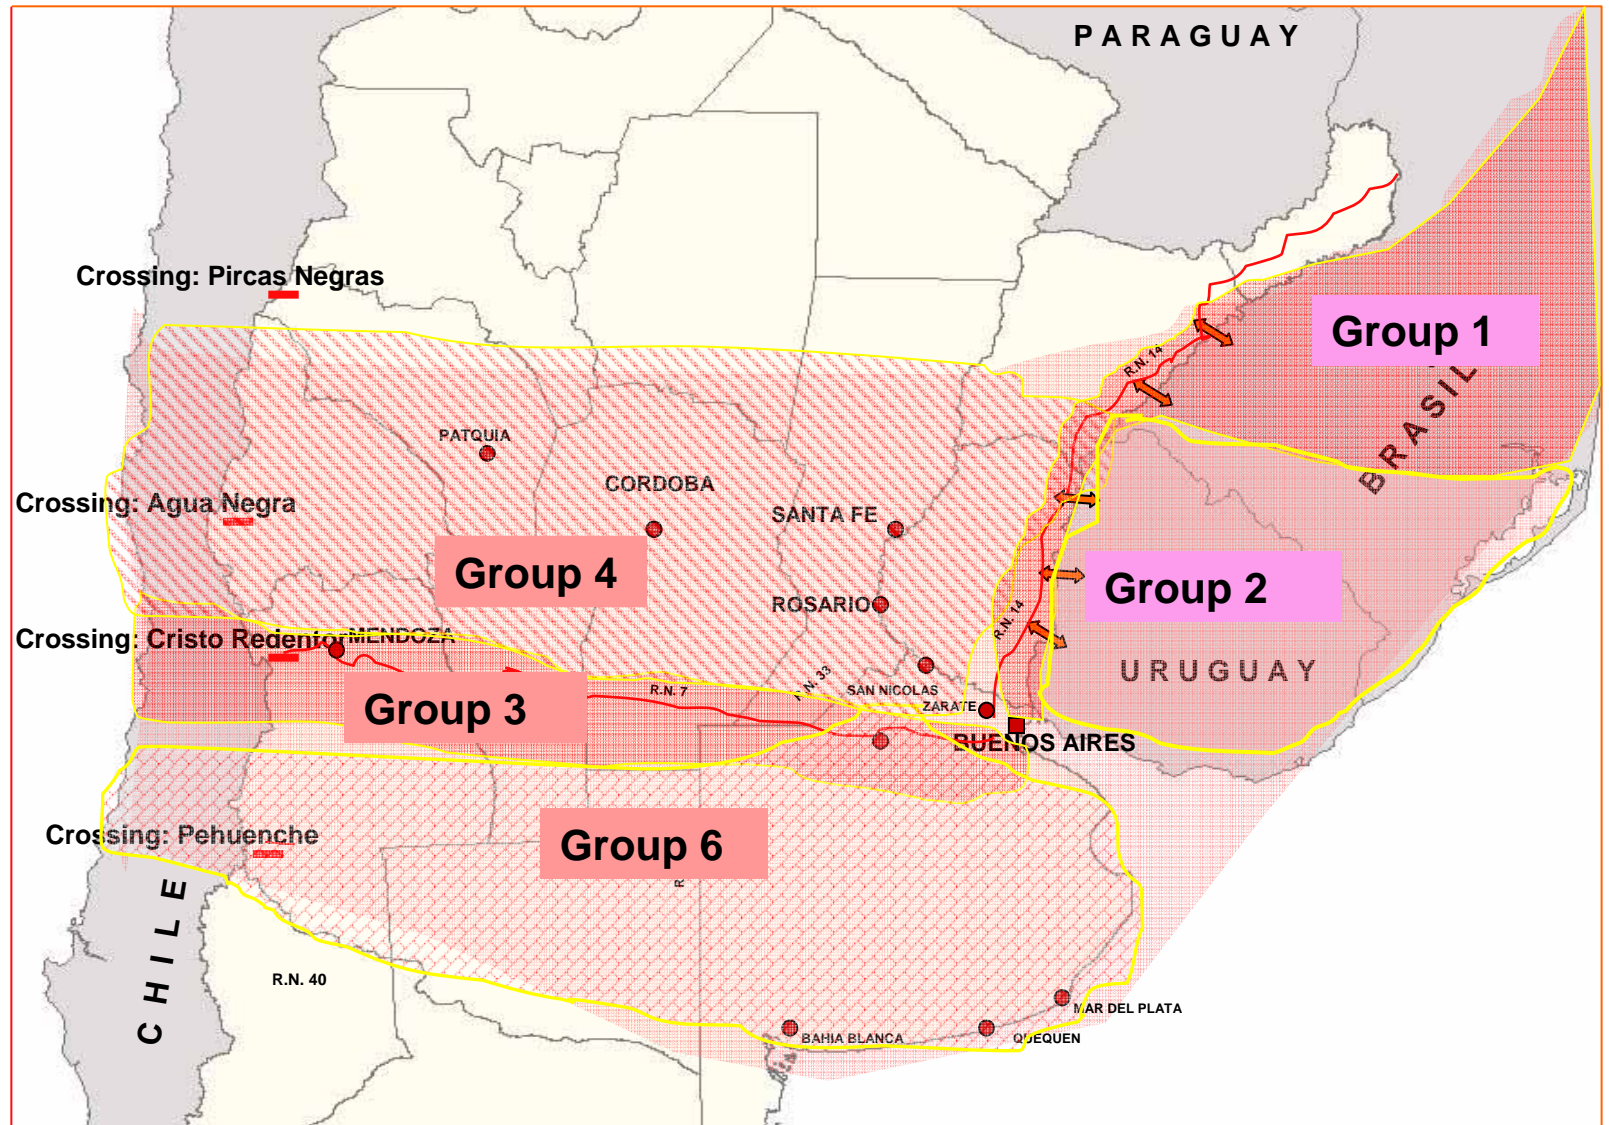 PARAGUAY
Crossing: Pircas Negras
Group 1
R.N. 14
BRASIL
PATQUIA
CORDOBA
Crossing: Agua Negra
SANTA FE
Group 4
Group 2
ROSARIO
R.N. 14
Crossing: Cristo Redentor
MENDOZA
URUGUAY
R.N. 33
R.N. 7
SAN NICOLAS
Group 3
ZARATE
BUENOS AIRES
Crossing: Pehuenche
Group 6
R
CHILE
R.N. 40
MAR DEL PLATA
BAHIA BLANCA
QUEQUEN